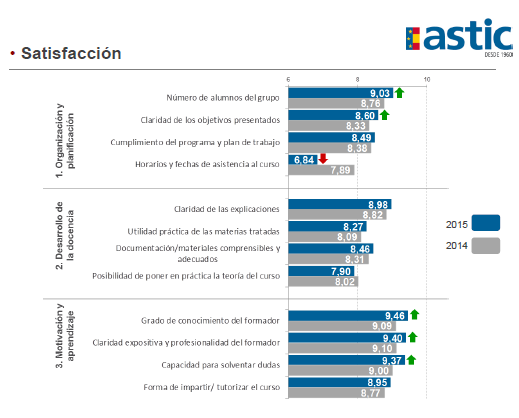 astic
DESDE 1960
• Satisfacción
6 8 10
1. Organización y
planificación
Número de alumnos del grupo 9,03
8,76
Claridad de los objetivos presentados 8,60
8,33
Cumplimiento del programa y plan de trabajo 8,49
8,38
Horarios y fechas de asistencia al curso 6,84
7,89
2. Desarrollo de
la docencia
Claridad de las explicaciones 8,98
8,82
Utilidad práctica de las materias tratadas 8,27
8,09
Documentación/materiales comprensibles y
adecuados 8,46
8,31
Posibilidad de poner en práctica la teoría del curso 7,90
8,02
2015
2014
3. Motivación y
aprendizaje
Grado de conocimiento del formador 9,46
9,09
Claridad expositiva y profesionalidad del formador 9,40
9,10
Capacidad para solventar dudas 9,37
9,00
Forma de impartir/ tutorizar el curso 8,95
8,77